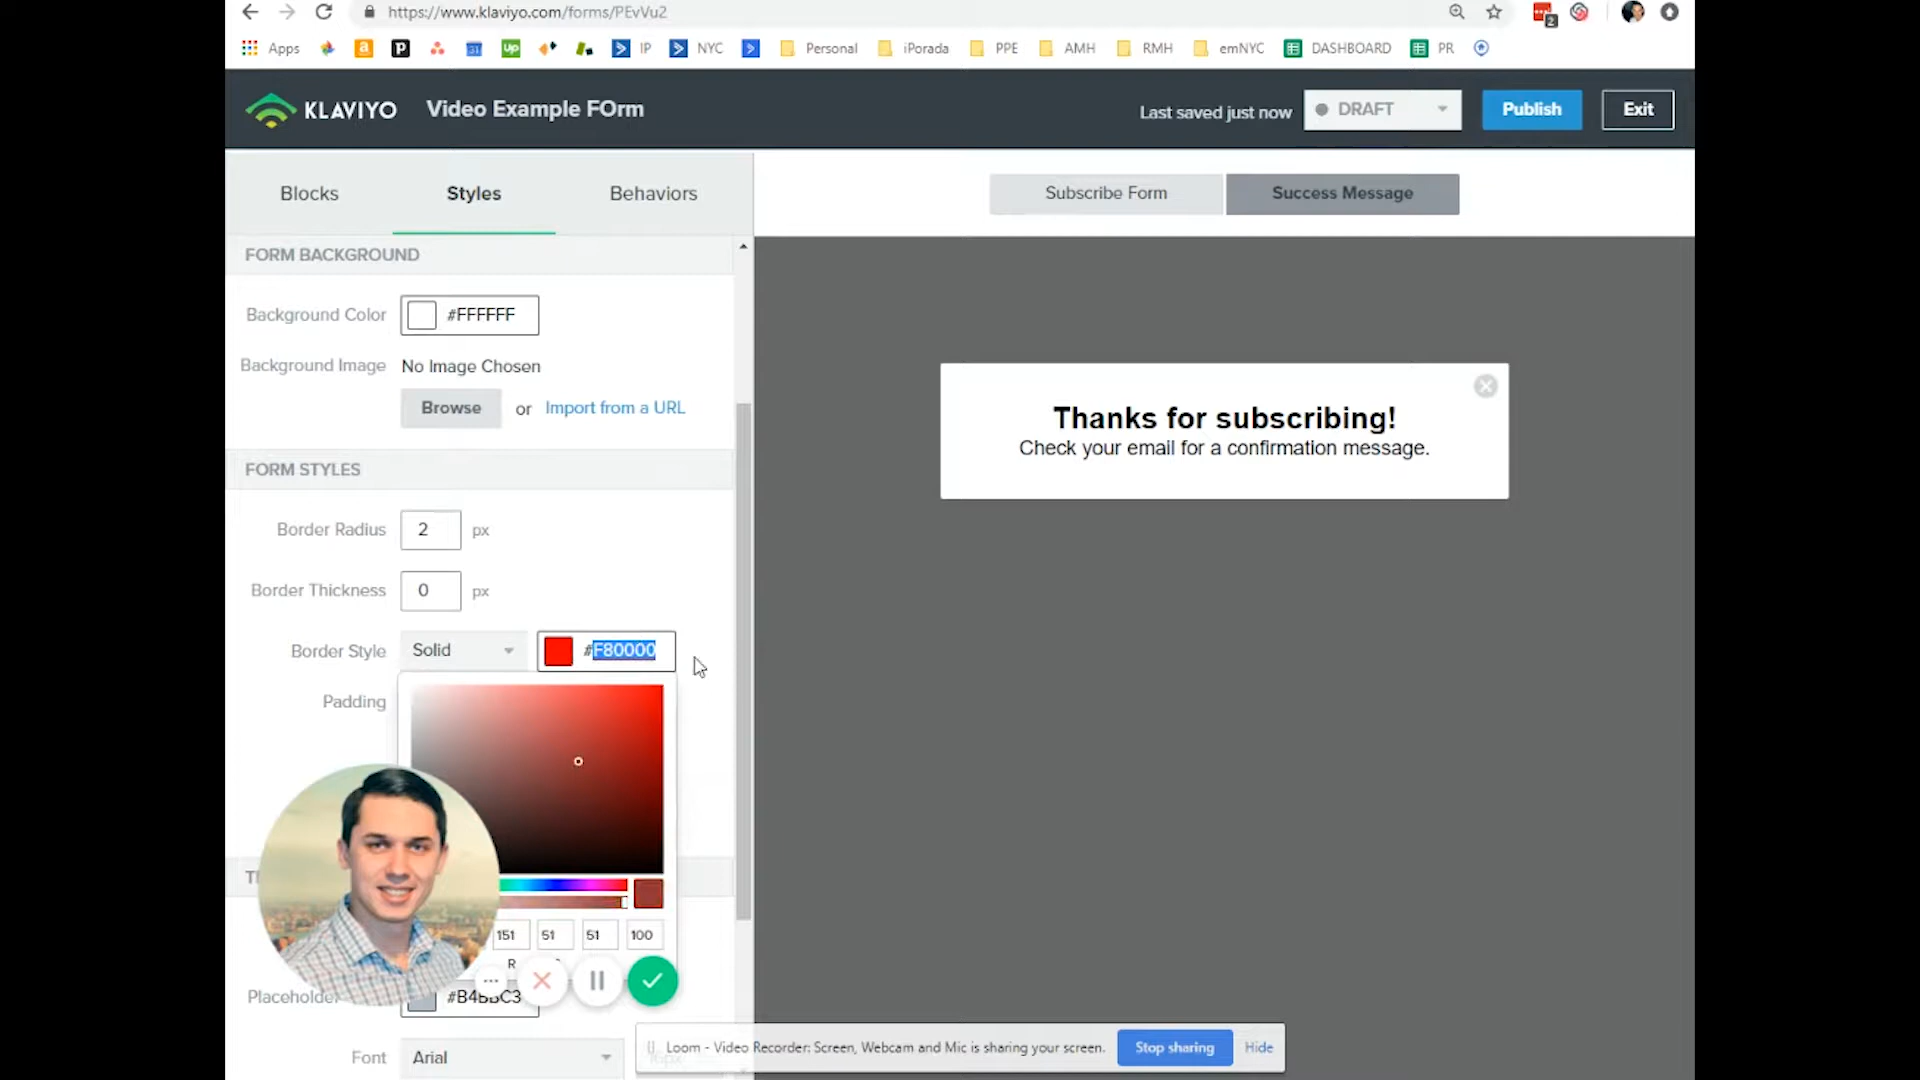 https://www.klaviyo.com/forms/PEvVu2
2
Apps
a
p
31
up
IP
NYC
Personal
iPorada
PPE
AMH
RMH
emNYC
DASHBOARD
PR
KLAVIYO
Video Example FOrm
Last saved just now
DRAFT
Publish
Exit
Blocks
Styles
Behaviors
Subscribe Form
Success Message
FORM BACKGROUND
Background Color
#FFFFFF
Background Image
No Image Chosen
Browse
or
Import from a URL
Thanks for subscribing!
Check your email for a confirmation message.
FORM STYLES
Border Radius
2
px
Border Thickness
0
px
Border Style
Solid
#F80000
Padding
151
51
51
100
R
Placeholder
Font
Arial
Loom - Video Recorder: Screen, Webcam and Mic is sharing your screen.
Stop sharing
Hide